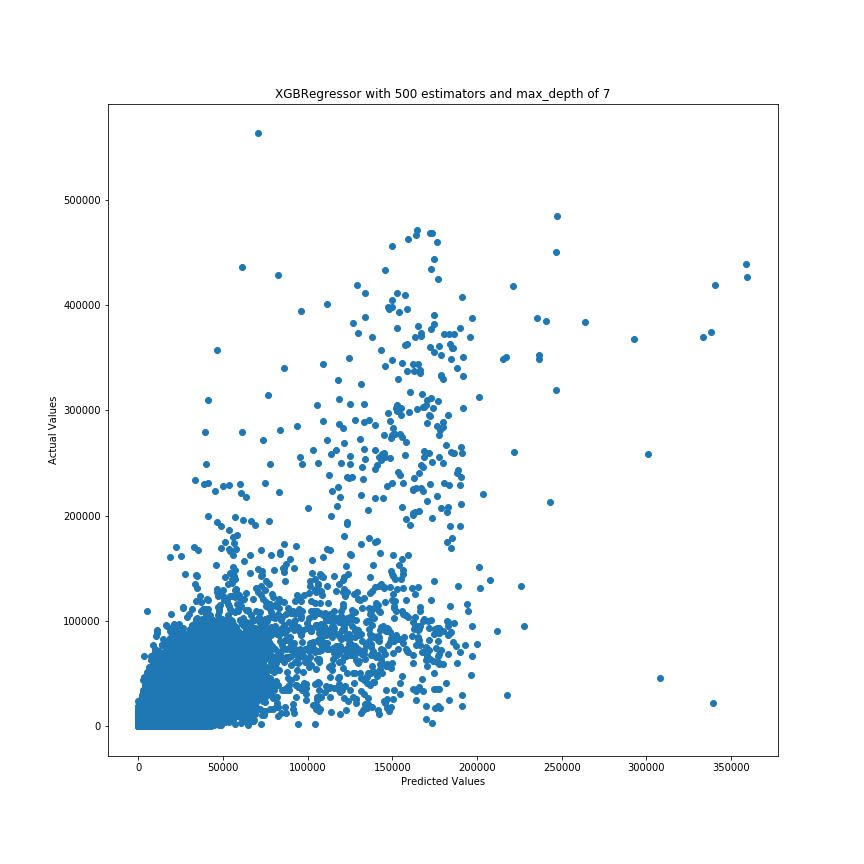 XGBRegressor with 500 estimators and max_depth of 7
500000
400000
300000
200000
100000
0
Actual Values
0 50000 100000 150000 200000 250000 300000 350000
Predicted Values